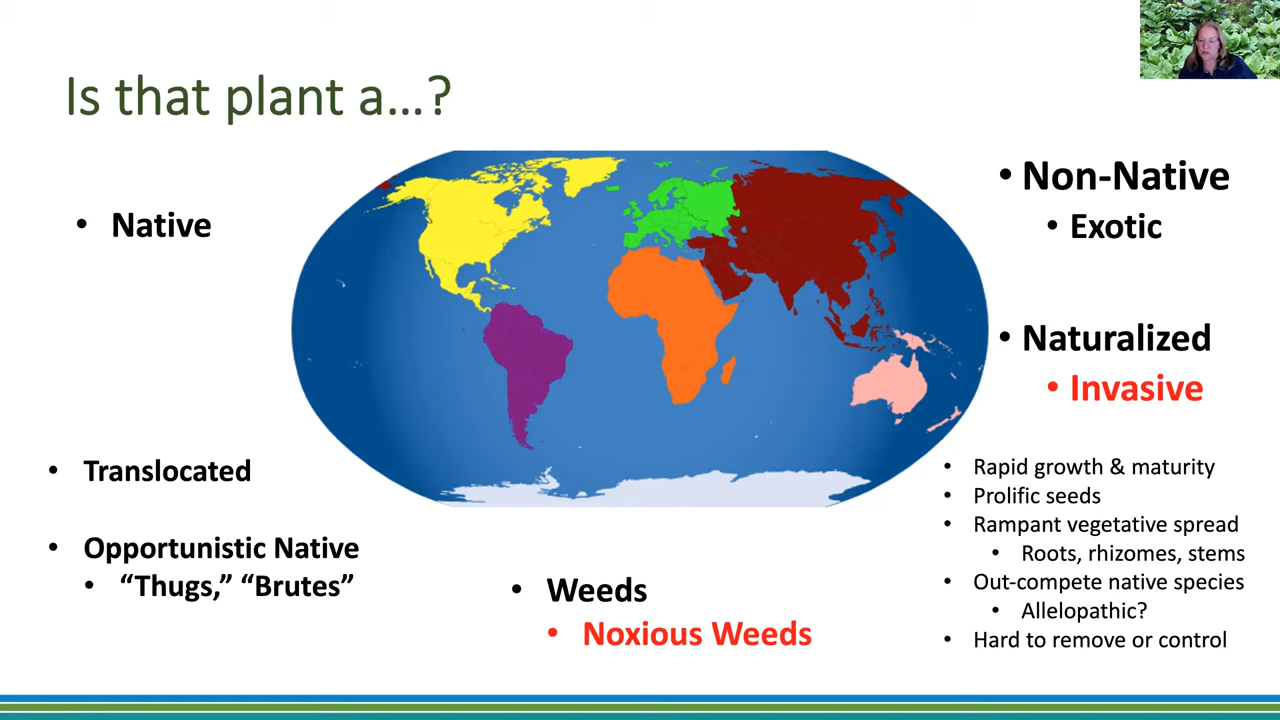 Is that plant a...?
• Native
• Translocated
• Opportunistic Native
• “Thugs,” “Brutes”
• Weeds
• Noxious Weeds
• Non-Native
• Exotic
• Naturalized
• Invasive
• Rapid growth & maturity
• Prolific seeds
• Rampant vegetative spread
• Roots, rhizomes, stems
• Out-compete native species
• Allelopathic?
• Hard to remove or control